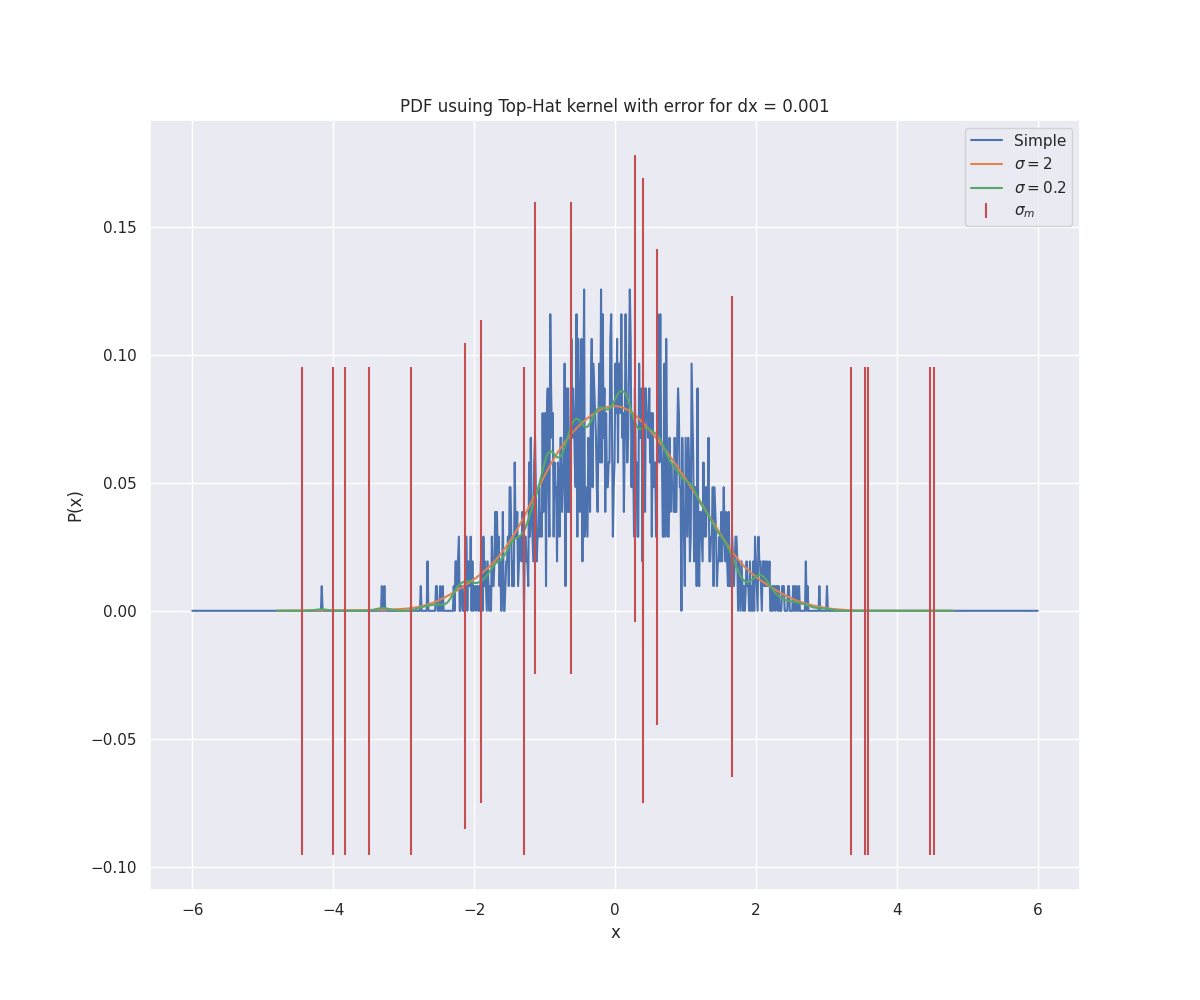 PDF usuing Top-Hat kernel with error for dx = 0.001
Simple
σ = 2
σ = 0.2
σₘ
0.15
0.10
0.05
0.00
−0.05
−0.10
P(x)
−6
−4
−2
0
2
4
6
x